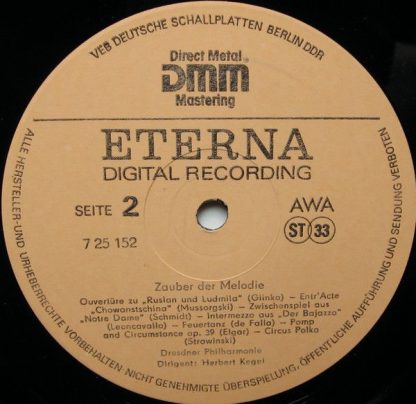 VEB DEUTSCHE SCHALLPLATTEN BERLIN DDR
Direct Metal
DMM
Mastering
ETERNA
DIGITAL RECORDING
SEITE 2
AWA
7 25 152
ST 33
Zauber der Melodie
Ouvertüre zu „Ruslan und Ludmila" (Glinka) – Entr'Acte
„Chowanstschina" (Mussorgski) – Zwischenspiel aus
"Notre Dame" (Schmidt) – Intermezzo aus "Der Bajazzo"
(Leoncavallo) – Feuertanz (de Falla) – Pomp
and Circumstance op. 39 (Elgar) – Circus Polka
(Strawinski)
Dresdner Philharmonie
Dirigent: Herbert Kegel
ALLE HERSTELLER-UND URHEBERRECHTE VORBEHALTEN·NICHT GENEHMIGTE ÜBERSPIELUNG, ÖFFENTLICHE AUFFÜHRUNG UND SENDUNG VERBOTEN